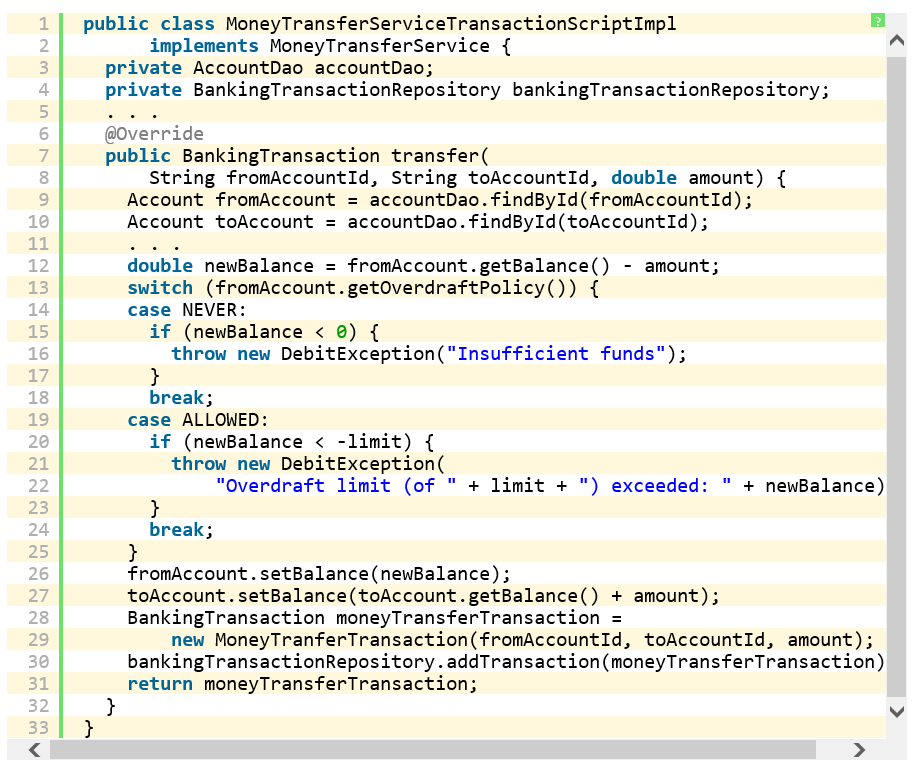 ?
1 public class MoneyTransferServiceTransactionScriptImpl
2 implements MoneyTransferService {
3 private AccountDao accountDao;
4 private BankingTransactionRepository bankingTransactionRepository;
5 . . .
6 @Override
7 public BankingTransaction transfer(
8 String fromAccountId, String toAccountId, double amount) {
9 Account fromAccount = accountDao.findById(fromAccountId);
10 Account toAccount = accountDao.findById(toAccountId);
11 . . .
12 double newBalance = fromAccount.getBalance() - amount;
13 switch (fromAccount.getOverdraftPolicy()) {
14 case NEVER:
15 if (newBalance < 0) {
16 throw new DebitException("Insufficient funds");
17 }
18 break;
19 case ALLOWED:
20 if (newBalance < -limit) {
21 throw new DebitException(
22 "Overdraft limit (of " + limit + ") exceeded: " + newBalance)
23 }
24 break;
25 }
26 fromAccount.setBalance(newBalance);
27 toAccount.setBalance(toAccount.getBalance() + amount);
28 BankingTransaction moneyTransferTransaction =
29 new MoneyTranferTransaction(fromAccountId, toAccountId, amount);
30 bankingTransactionRepository.addTransaction(moneyTransferTransaction)
31 return moneyTransferTransaction;
32 }
33 }